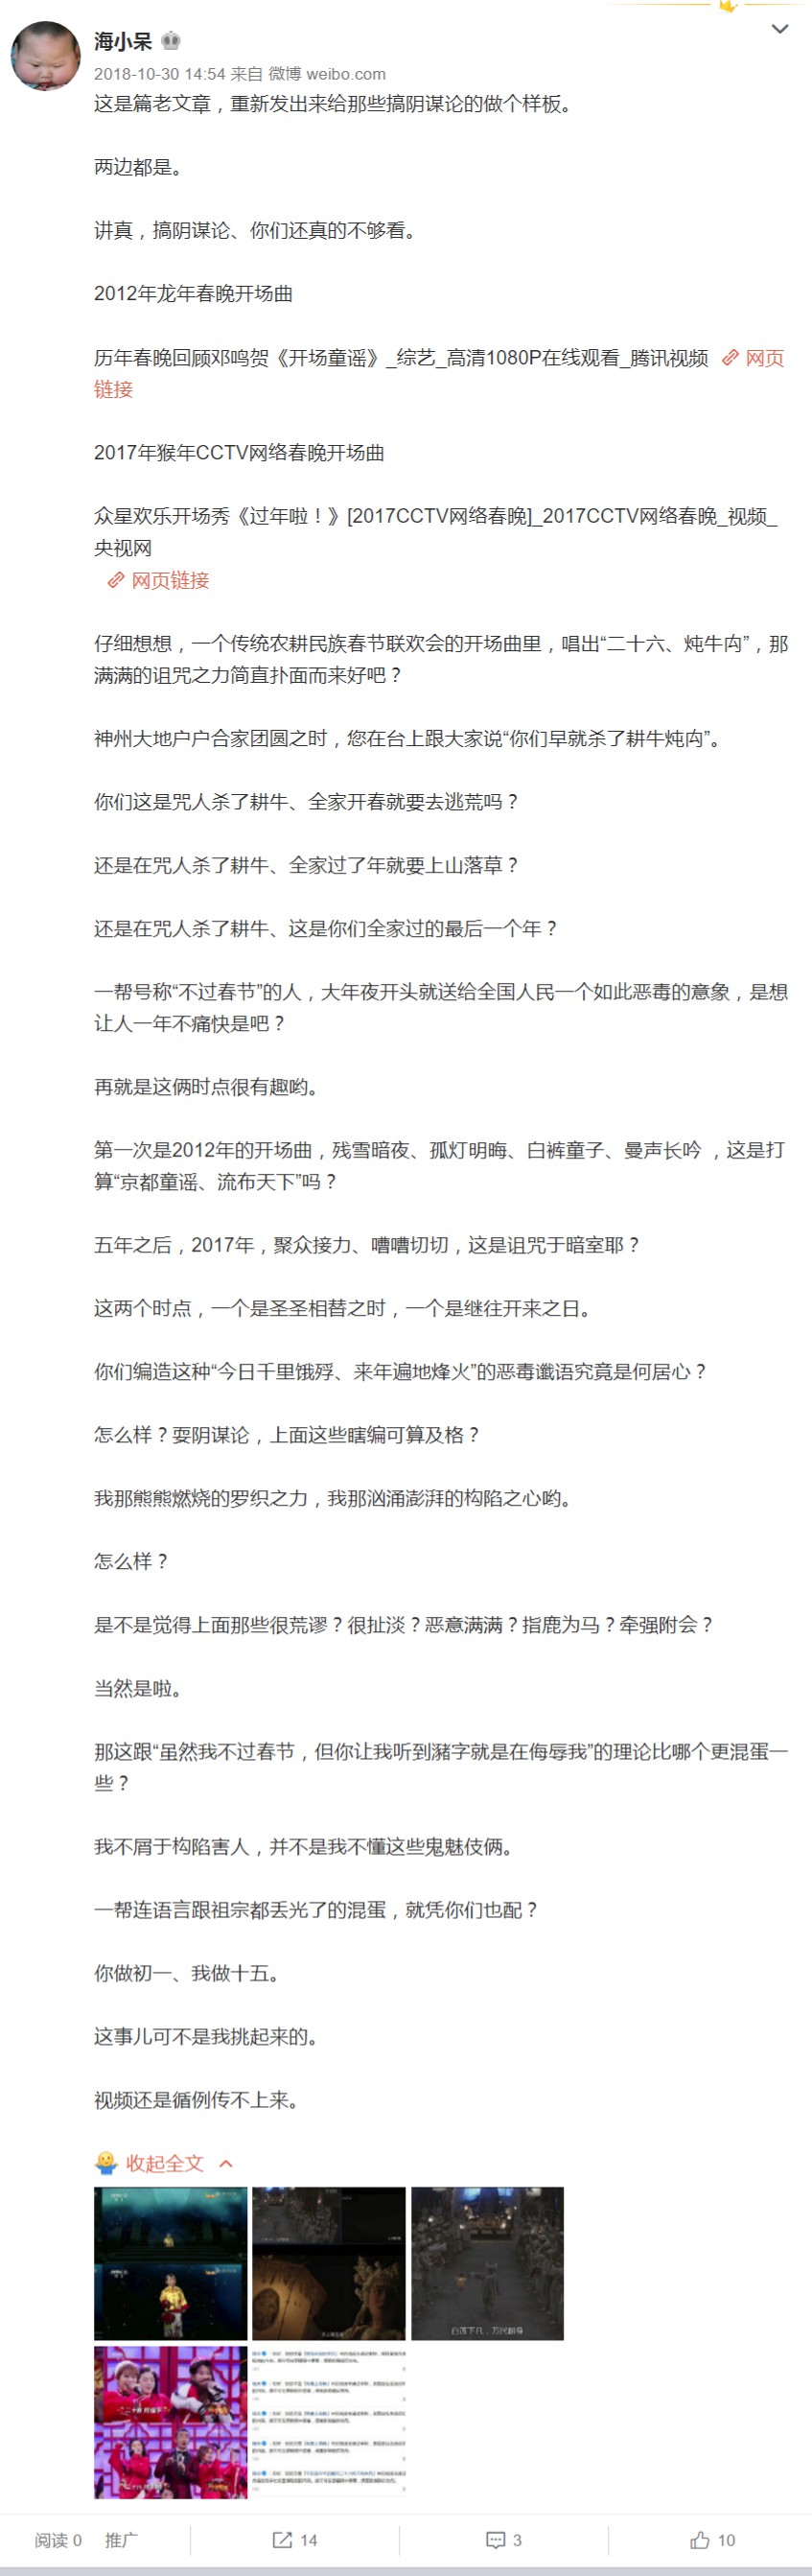 海小呆
2018-10-30 14:54 来自 微博 weibo.com
这是篇老文章，重新发出来给那些搞阴谋论的做个样板。
两边都是。
讲真，搞阴谋论、你们还真的不够看。
2012年龙年春晚开场曲
历年春晚回顾邓鸣贺《开场童谣》_综艺_高清1080P在线观看_腾讯视频 网页
链接
2017年猴年CCTV网络春晚开场曲
众星欢乐开场秀《过年啦！》[2017CCTV网络春晚]_2017CCTV网络春晚_视频_
央视网
网页链接
仔细想想，一个传统农耕民族春节联欢会的开场曲里，唱出“二十六、炖牛肉”，那
满满的诅咒之力简直扑面而来好吧？
神州大地户户合家团圆之时，您在台上跟大家说“你们早就杀了耕牛炖肉”。
你们这是咒人杀了耕牛、全家开春就要去逃荒吗？
还是在咒人杀了耕牛、全家过了年就要上山落草？
还是在咒人杀了耕牛、这是你们全家过的最后一个年？
一帮号称“不过春节”的人，大年夜开头就送给全国人民一个如此恶毒的意象，是想
让人一年不痛快是吧？
再就是这俩时点很有趣哟。
第一次是2012年的开场曲，残雪暗夜、孤灯明晦、白裤童子、曼声长吟 ，这是打
算“京都童谣、流布天下”吗？
五年之后，2017年，聚众接力、嘈嘈切切，这是诅咒于暗室耶？
这两个时点，一个是圣圣相替之时，一个是继往开来之日。
你们编造这种“今日千里饿殍、来年遍地烽火”的恶毒谶语究竟是何居心？
怎么样？耍阴谋论，上面这些瞎编可算及格？
我那熊熊燃烧的罗织之力，我那汹涌澎湃的构陷之心哟。
怎么样？
是不是觉得上面那些很荒谬？很扯淡？恶意满满？指鹿为马？牵强附会？
当然是啦。
那这跟“虽然我不过春节，但你让我听到豬字就是在侮辱我”的理论比哪个更混蛋一
些？
我不屑于构陷害人，并不是我不懂这些鬼魅伎俩。
一帮连语言跟祖宗都丢光了的混蛋，就凭你们也配？
你做初一、我做十五。
这事儿可不是我挑起来的。
视频还是循例传不上来。
收起全文
白莲下凡，万民翻身
阅读 0 推广 14 3 10